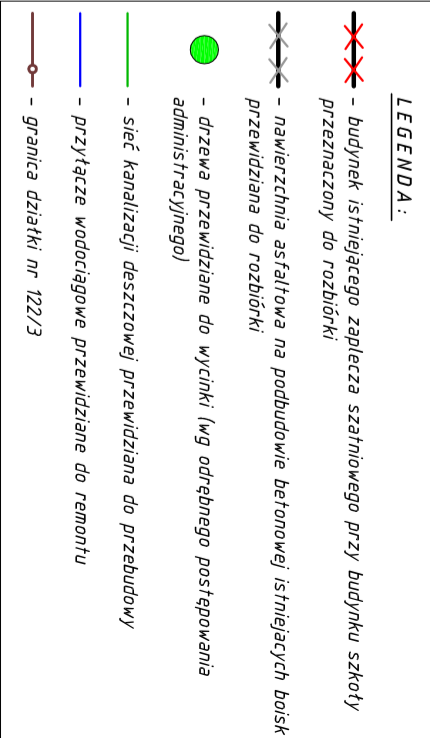 LEGENDA:
- budynek istniejącego zaplecza szatniowego przy budynku szkoły
przeznaczony do rozbiórki
- nawierzchnia asfaltowa na podbudowie betonowej istniejacych boisk
przewidziana do rozbiórki
- drzewa przewidziane do wycinki (wg odrębnego postępowania
administracyjnego)
- sieć kanalizacji deszczowej przewidziana do przebudowy
- przyłącze wodociągowe przewidziane do remontu
- granica działki nr 122/3